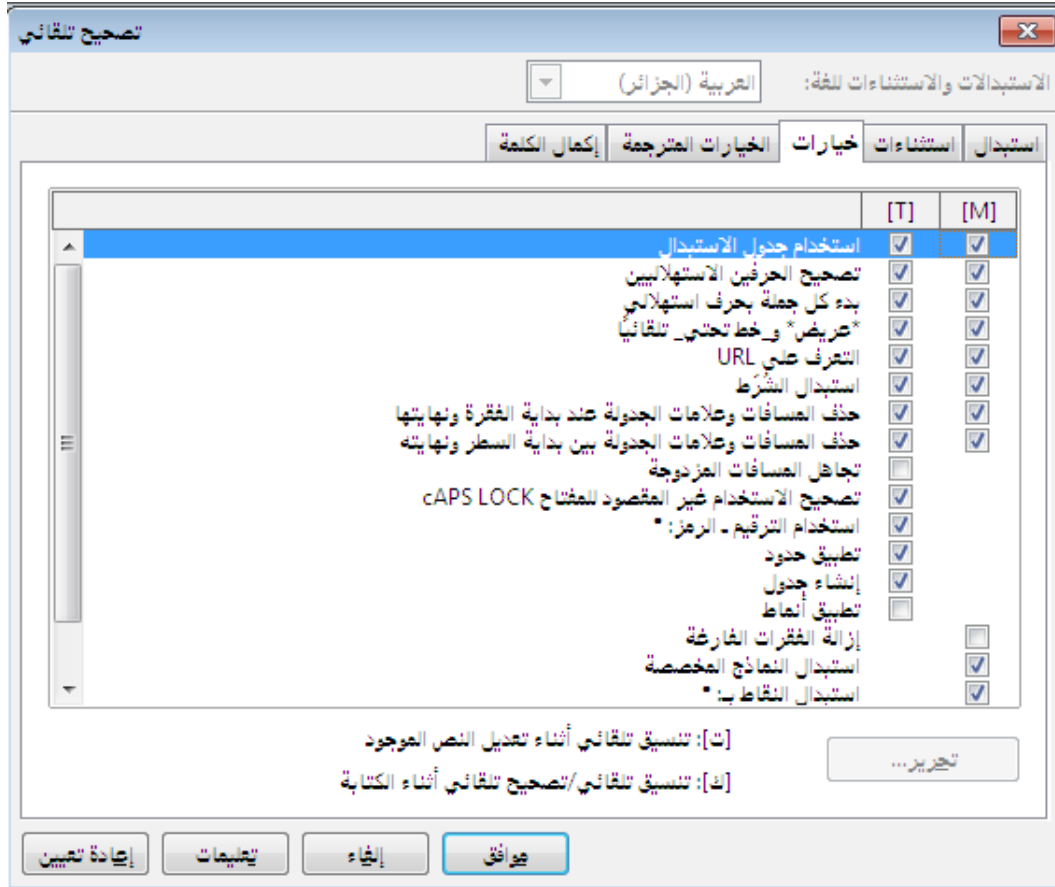 تصحيح تلقائي
الاستبدالات والاستثناءات للغة: العربية (الجزائر)
استبدال استثناءات خيارات الخيارات المترجمة إكمال الكلمة
[M] [T]
استخدام جدول الاستبدال
تصحيح الحرفين الاستهلاليين
بدء كل جملة بحرف استهلالي
*عريض* و_خط تحتي_ تلقائيًا
التعرف على URL
استبدال الشُرَط
حذف المسافات وعلامات الجدولة عند بداية الفقرة ونهايتها
حذف المسافات وعلامات الجدولة بين بداية السطر ونهايته
تجاهل المسافات المزدوجة
تصحيح الاستخدام غير المقصود للمفتاح cAPS LOCK
استخدام الترقيم ـ الرمز: •
تطبيق حدود
إنشاء جدول
تطبيق أنماط
إزالة الفقرات الفارغة
استبدال النماذج المخصصة
استبدال النقاط بـ: •
تحرير...
[ت]: تنسيق تلقائي أثناء تعديل النص الموجود
[ك]: تنسيق تلقائي/تصحيح تلقائي أثناء الكتابة
موافق إلغاء تعليمات إعادة تعيين